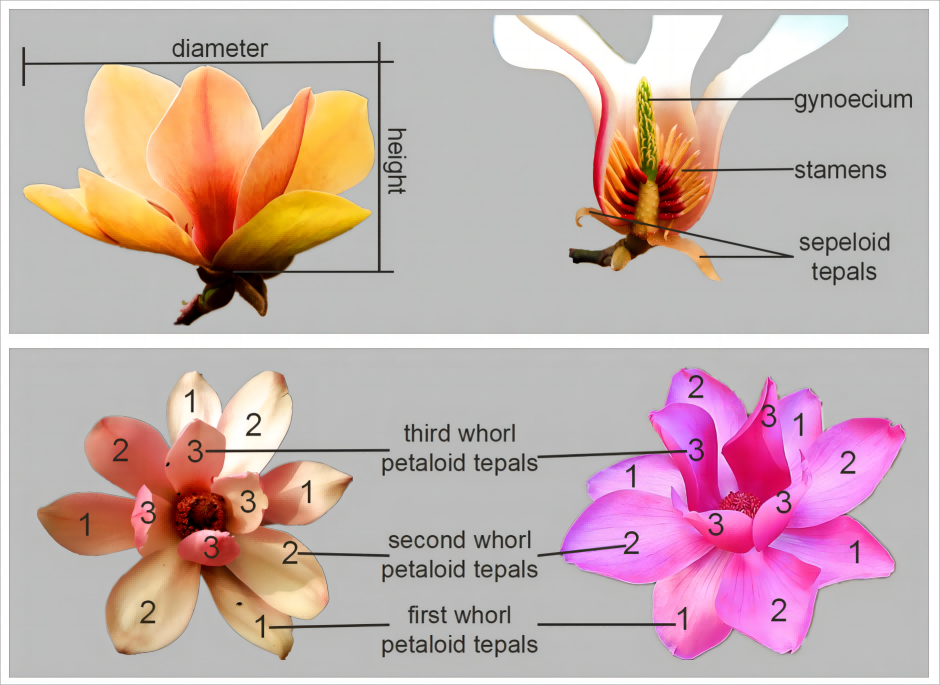 diameter
height
gynoecium
stamens
sepeloid
tepals
1
2
2
3
3
1
3
1
3
2
2
1
third whorl
petaloid tepals
second whorl
petaloid tepals
first whorl
petaloid tepals
2
3
1
3
2
1
3
3
2
1
1
2